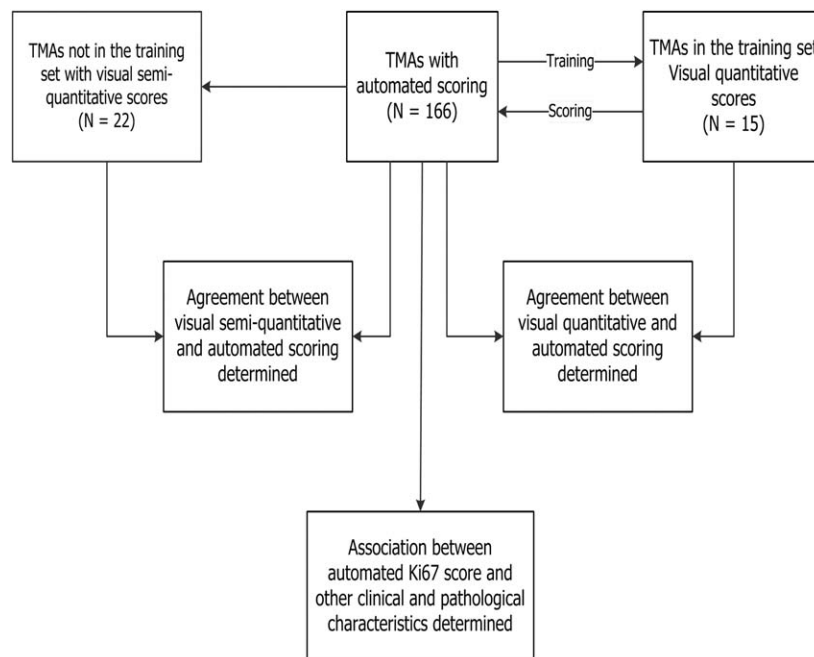 TMAs not in the training
set with visual semi-
quantitative scores
(N = 22)
TMAs with
automated scoring
(N = 166)
Training
Scoring
TMAs in the training set
Visual quantitative
scores
(N = 15)
Agreement between
visual semi-quantitative
and automated scoring
determined
Agreement between
visual quantitative and
automated scoring
determined
Association between
automated Ki67 score and
other clinical and pathological
characteristics determined